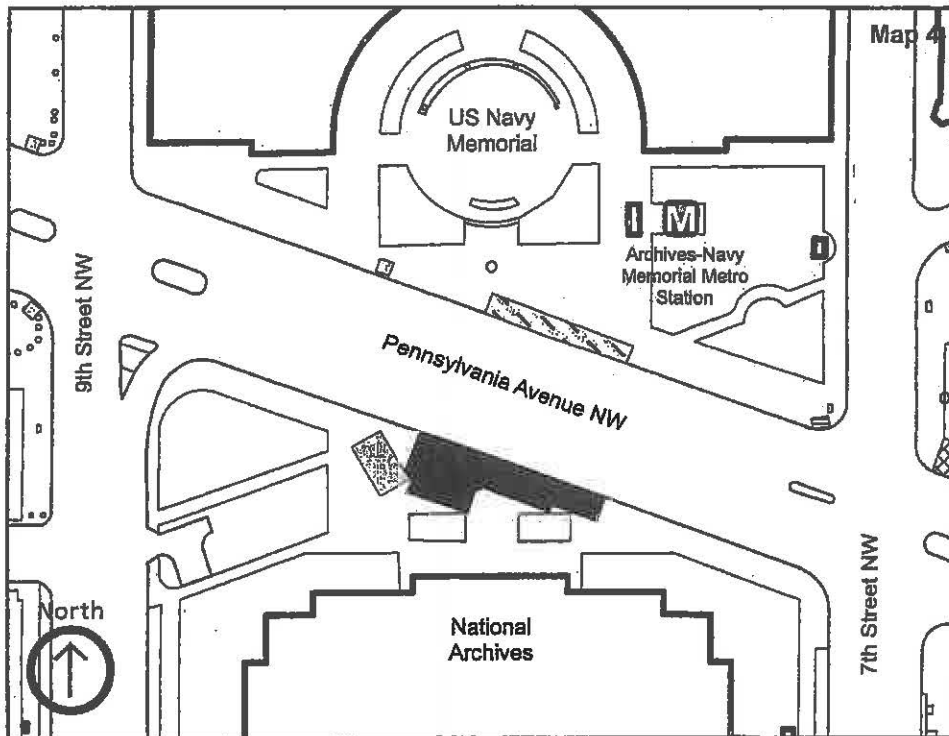 Map 4
US Navy
Memorial
M
Archives-Navy
Memorial Metro
Station
9th Street NW
Pennsylvania Avenue NW
7th Street NW
North
National
Archives